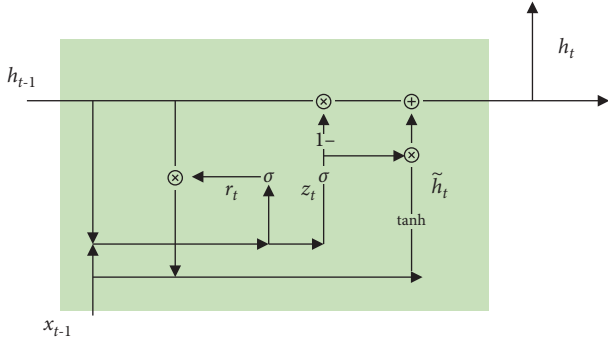 h_t
h_{t-1}
⊗ ⊕
1–
⊗ σ z_t σ ⊗
r_t h̃_t
tanh
x_{t-1}